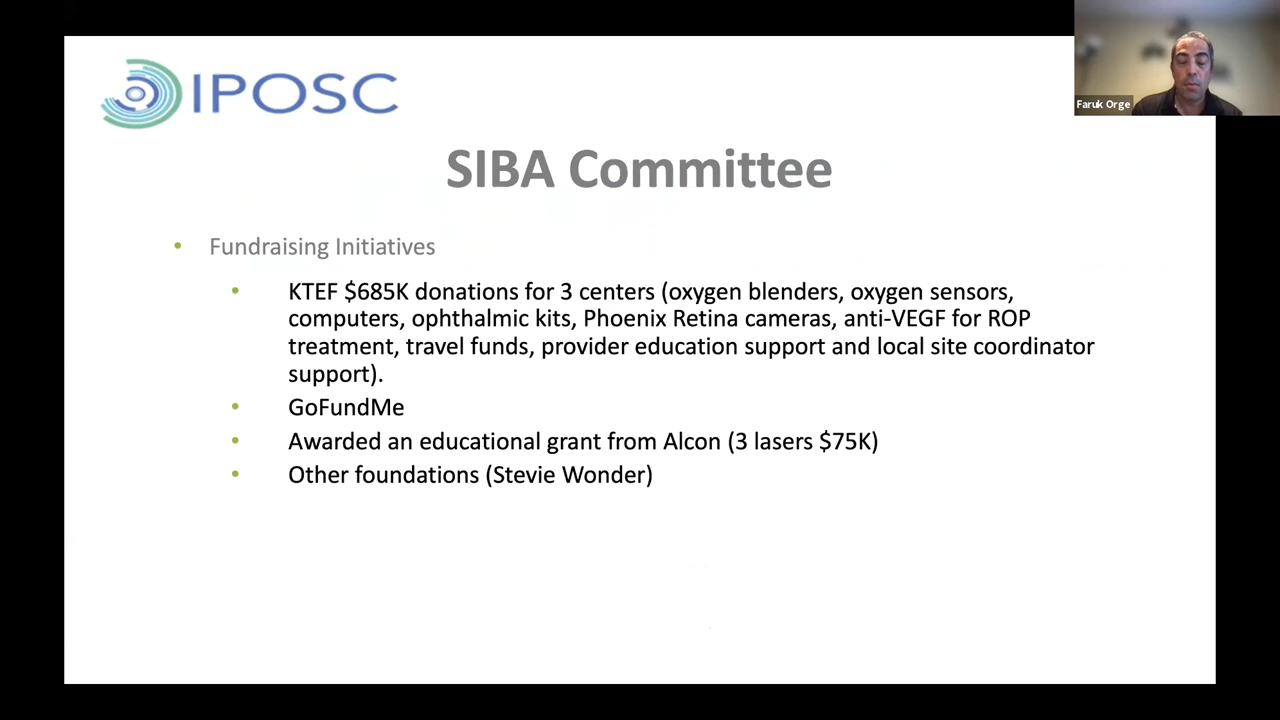 IPOSC
Faruk Orge
SIBA Committee
• Fundraising Initiatives
• KTEF $685K donations for 3 centers (oxygen blenders, oxygen sensors,
computers, ophthalmic kits, Phoenix Retina cameras, anti-VEGF for ROP
treatment, travel funds, provider education support and local site coordinator
support).
• GoFundMe
• Awarded an educational grant from Alcon (3 lasers $75K)
• Other foundations (Stevie Wonder)